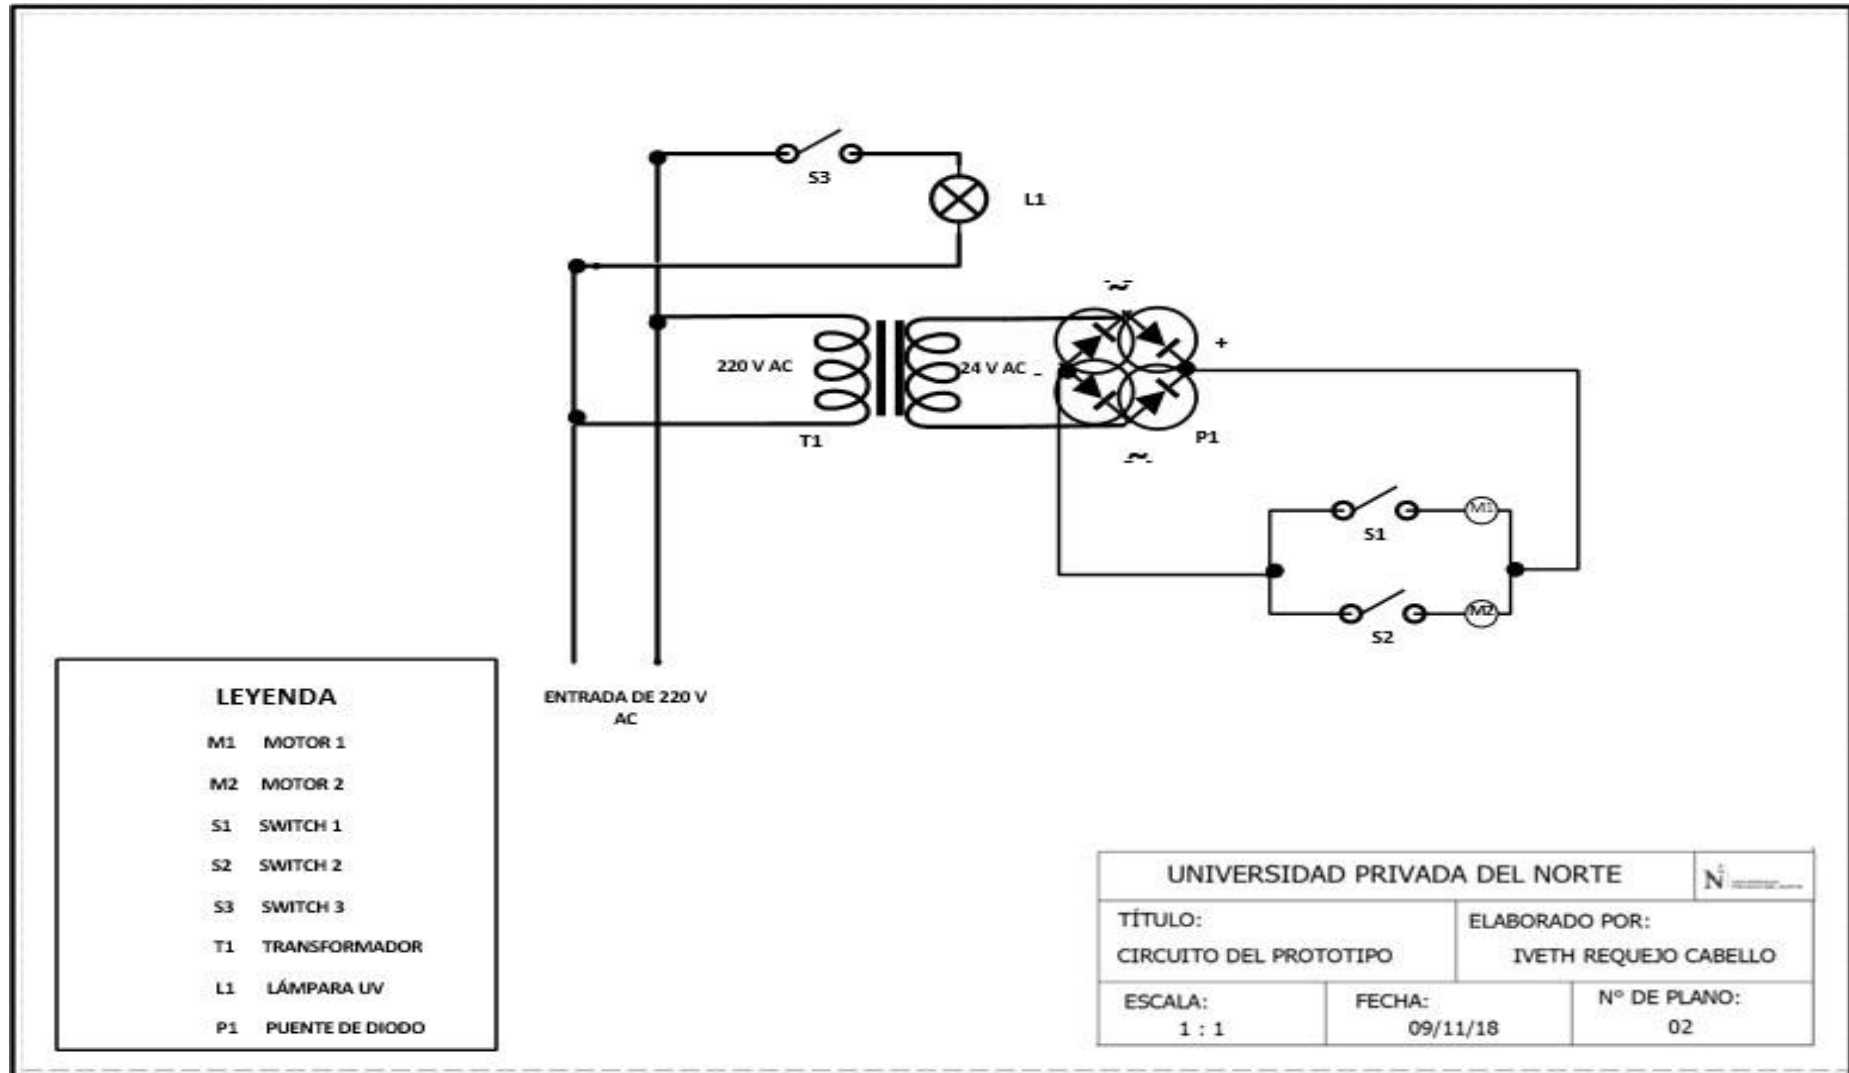 S3
L1
~
220 V AC
24 V AC
-
+
T1
P1
~
M1
S1
M2
S2
ENTRADA DE 220 V
AC
LEYENDA
M1 MOTOR 1
M2 MOTOR 2
S1 SWITCH 1
S2 SWITCH 2
S3 SWITCH 3
T1 TRANSFORMADOR
L1 LÁMPARA UV
P1 PUENTE DE DIODO
UNIVERSIDAD PRIVADA DEL NORTE
N
TÍTULO:
CIRCUITO DEL PROTOTIPO
ELABORADO POR:
IVETH REQUEJO CABELLO
ESCALA:
1 : 1
FECHA:
09/11/18
Nº DE PLANO:
02